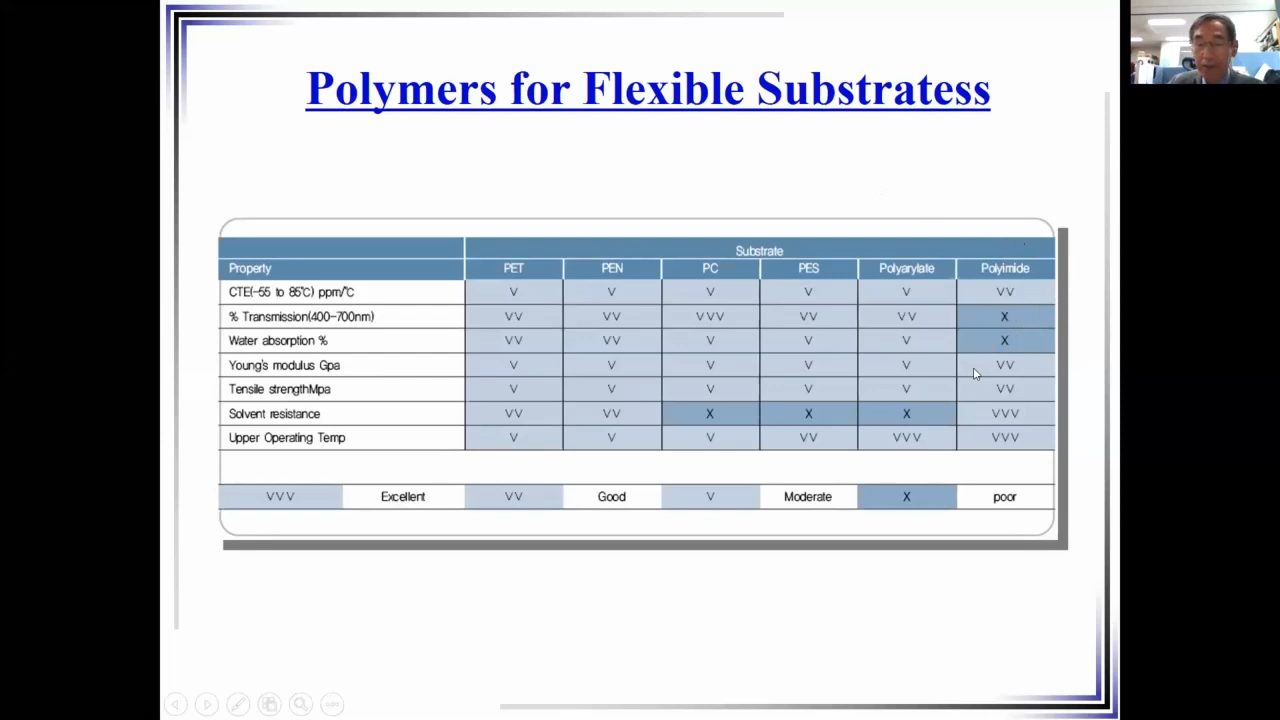 Polymers for Flexible Substratess
Substrate
Property PET PEN PC PES Polyarylate Polyimide
CTE(-55 to 85℃) ppm/℃ V V V V V VV
% Transmission(400-700nm) VV VV VVV VV VV X
Water absorption % VV VV V V V X
Young's modulus Gpa V V V V V VV
Tensile strengthMpa V V V V V VV
Solvent resistance VV VV X X X VVV
Upper Operating Temp V V V VV VVV VVV
VVV Excellent VV Good V Moderate X poor